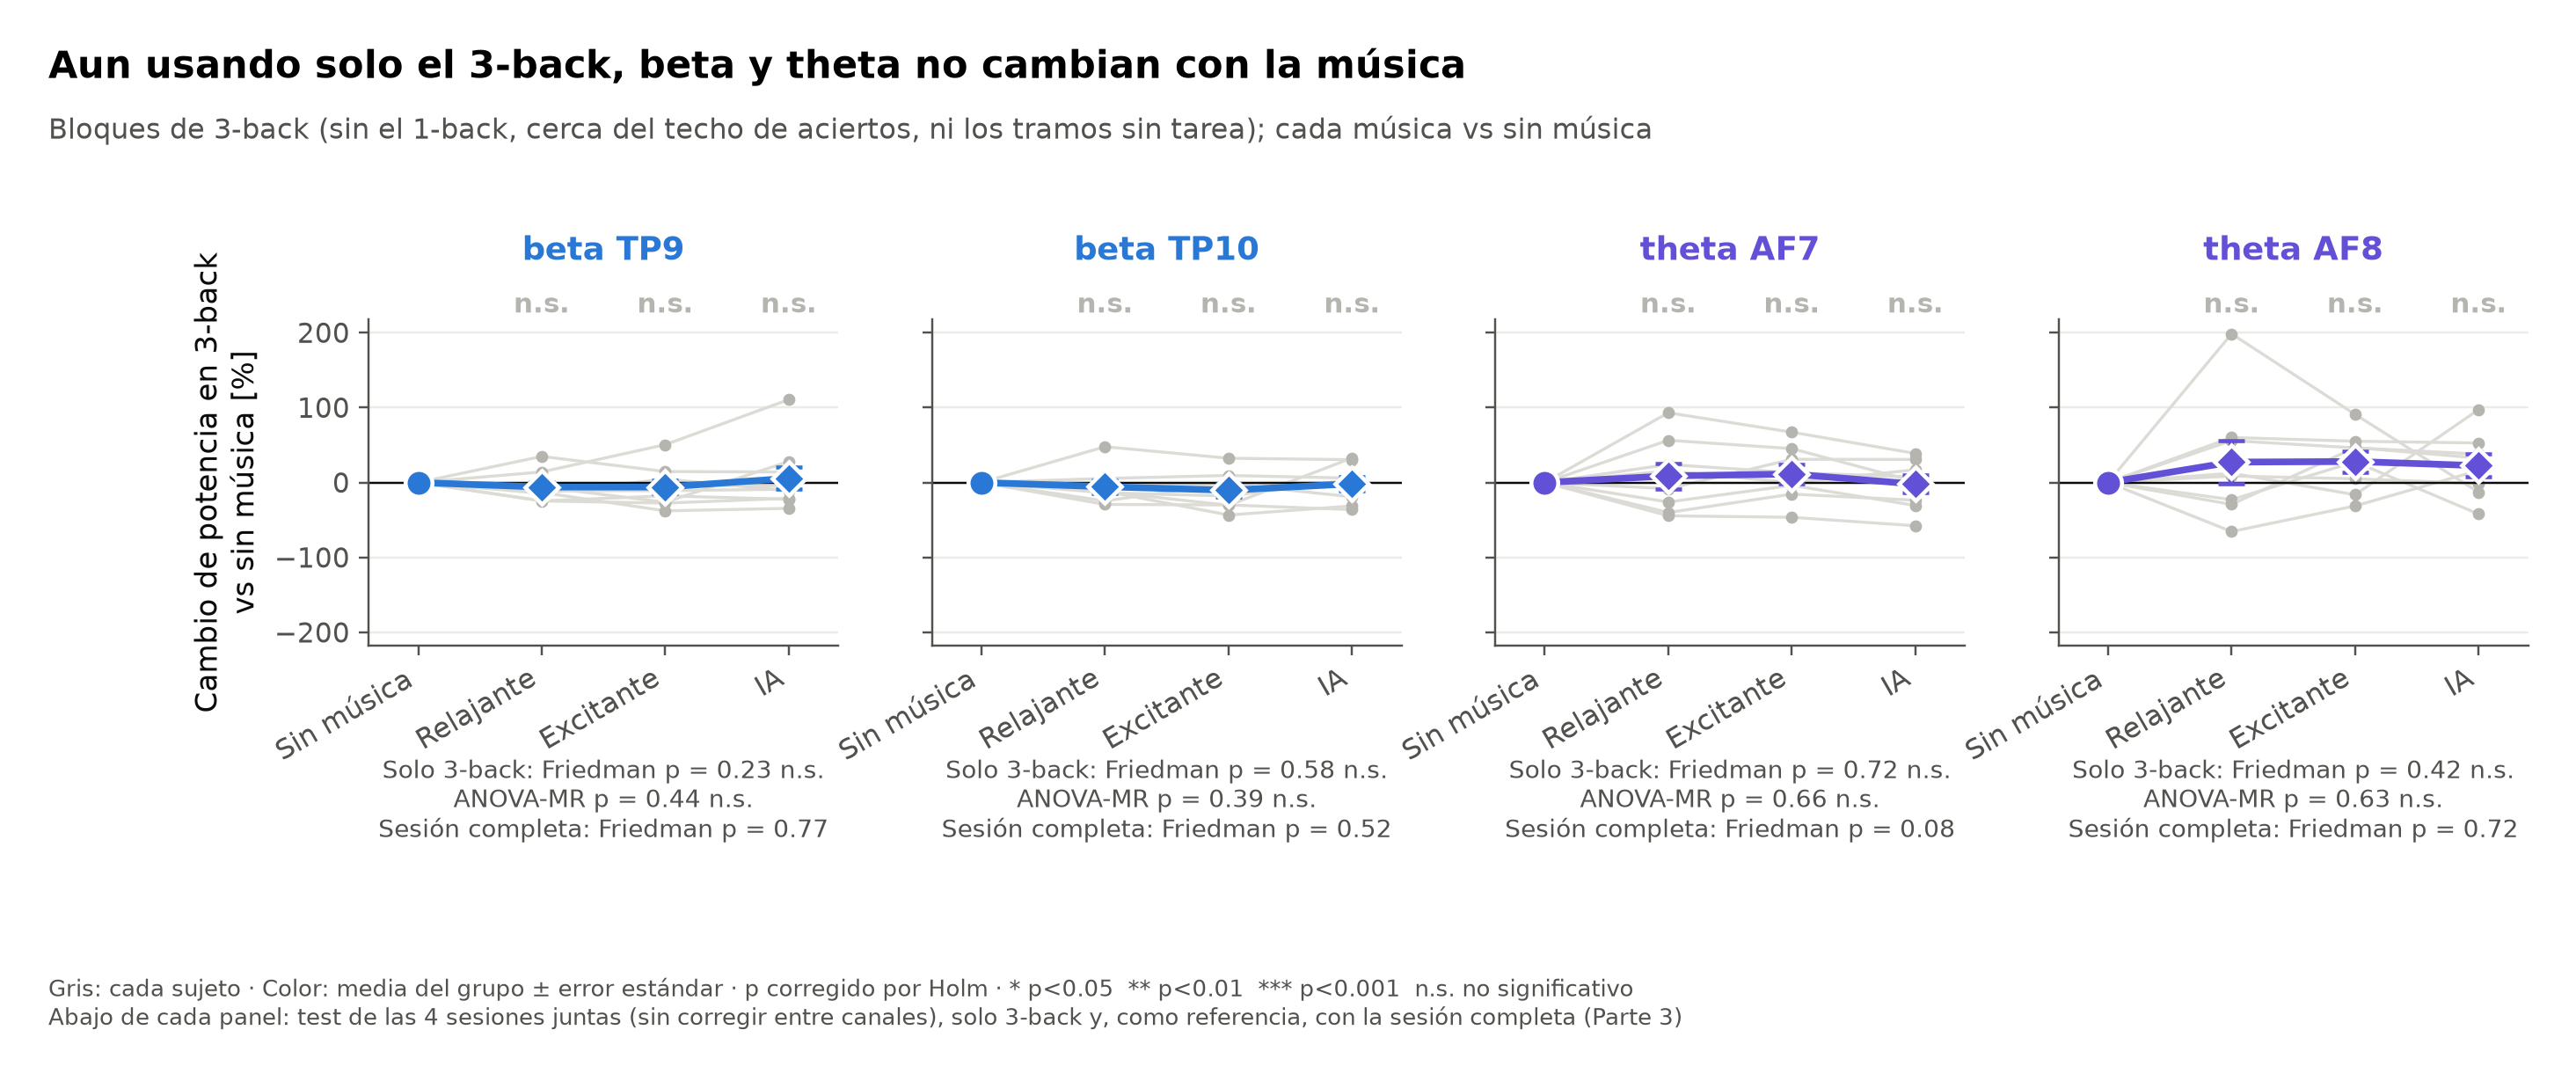 Aun usando solo el 3-back, beta y theta no cambian con la música
Bloques de 3-back (sin el 1-back, cerca del techo de aciertos, ni los tramos sin tarea); cada música vs sin música
Cambio de potencia en 3-back
vs sin música [%]
beta TP9
n.s. n.s. n.s.
200
100
0
−100
−200
Sin música Relajante Excitante IA
Solo 3-back: Friedman p = 0.23 n.s.
ANOVA-MR p = 0.44 n.s.
Sesión completa: Friedman p = 0.77
beta TP10
n.s. n.s. n.s.
Sin música Relajante Excitante IA
Solo 3-back: Friedman p = 0.58 n.s.
ANOVA-MR p = 0.39 n.s.
Sesión completa: Friedman p = 0.52
theta AF7
n.s. n.s. n.s.
Sin música Relajante Excitante IA
Solo 3-back: Friedman p = 0.72 n.s.
ANOVA-MR p = 0.66 n.s.
Sesión completa: Friedman p = 0.08
theta AF8
n.s. n.s. n.s.
Sin música Relajante Excitante IA
Solo 3-back: Friedman p = 0.42 n.s.
ANOVA-MR p = 0.63 n.s.
Sesión completa: Friedman p = 0.72
Gris: cada sujeto · Color: media del grupo ± error estándar · p corregido por Holm · * p<0.05 ** p<0.01 *** p<0.001 n.s. no significativo
Abajo de cada panel: test de las 4 sesiones juntas (sin corregir entre canales), solo 3-back y, como referencia, con la sesión completa (Parte 3)